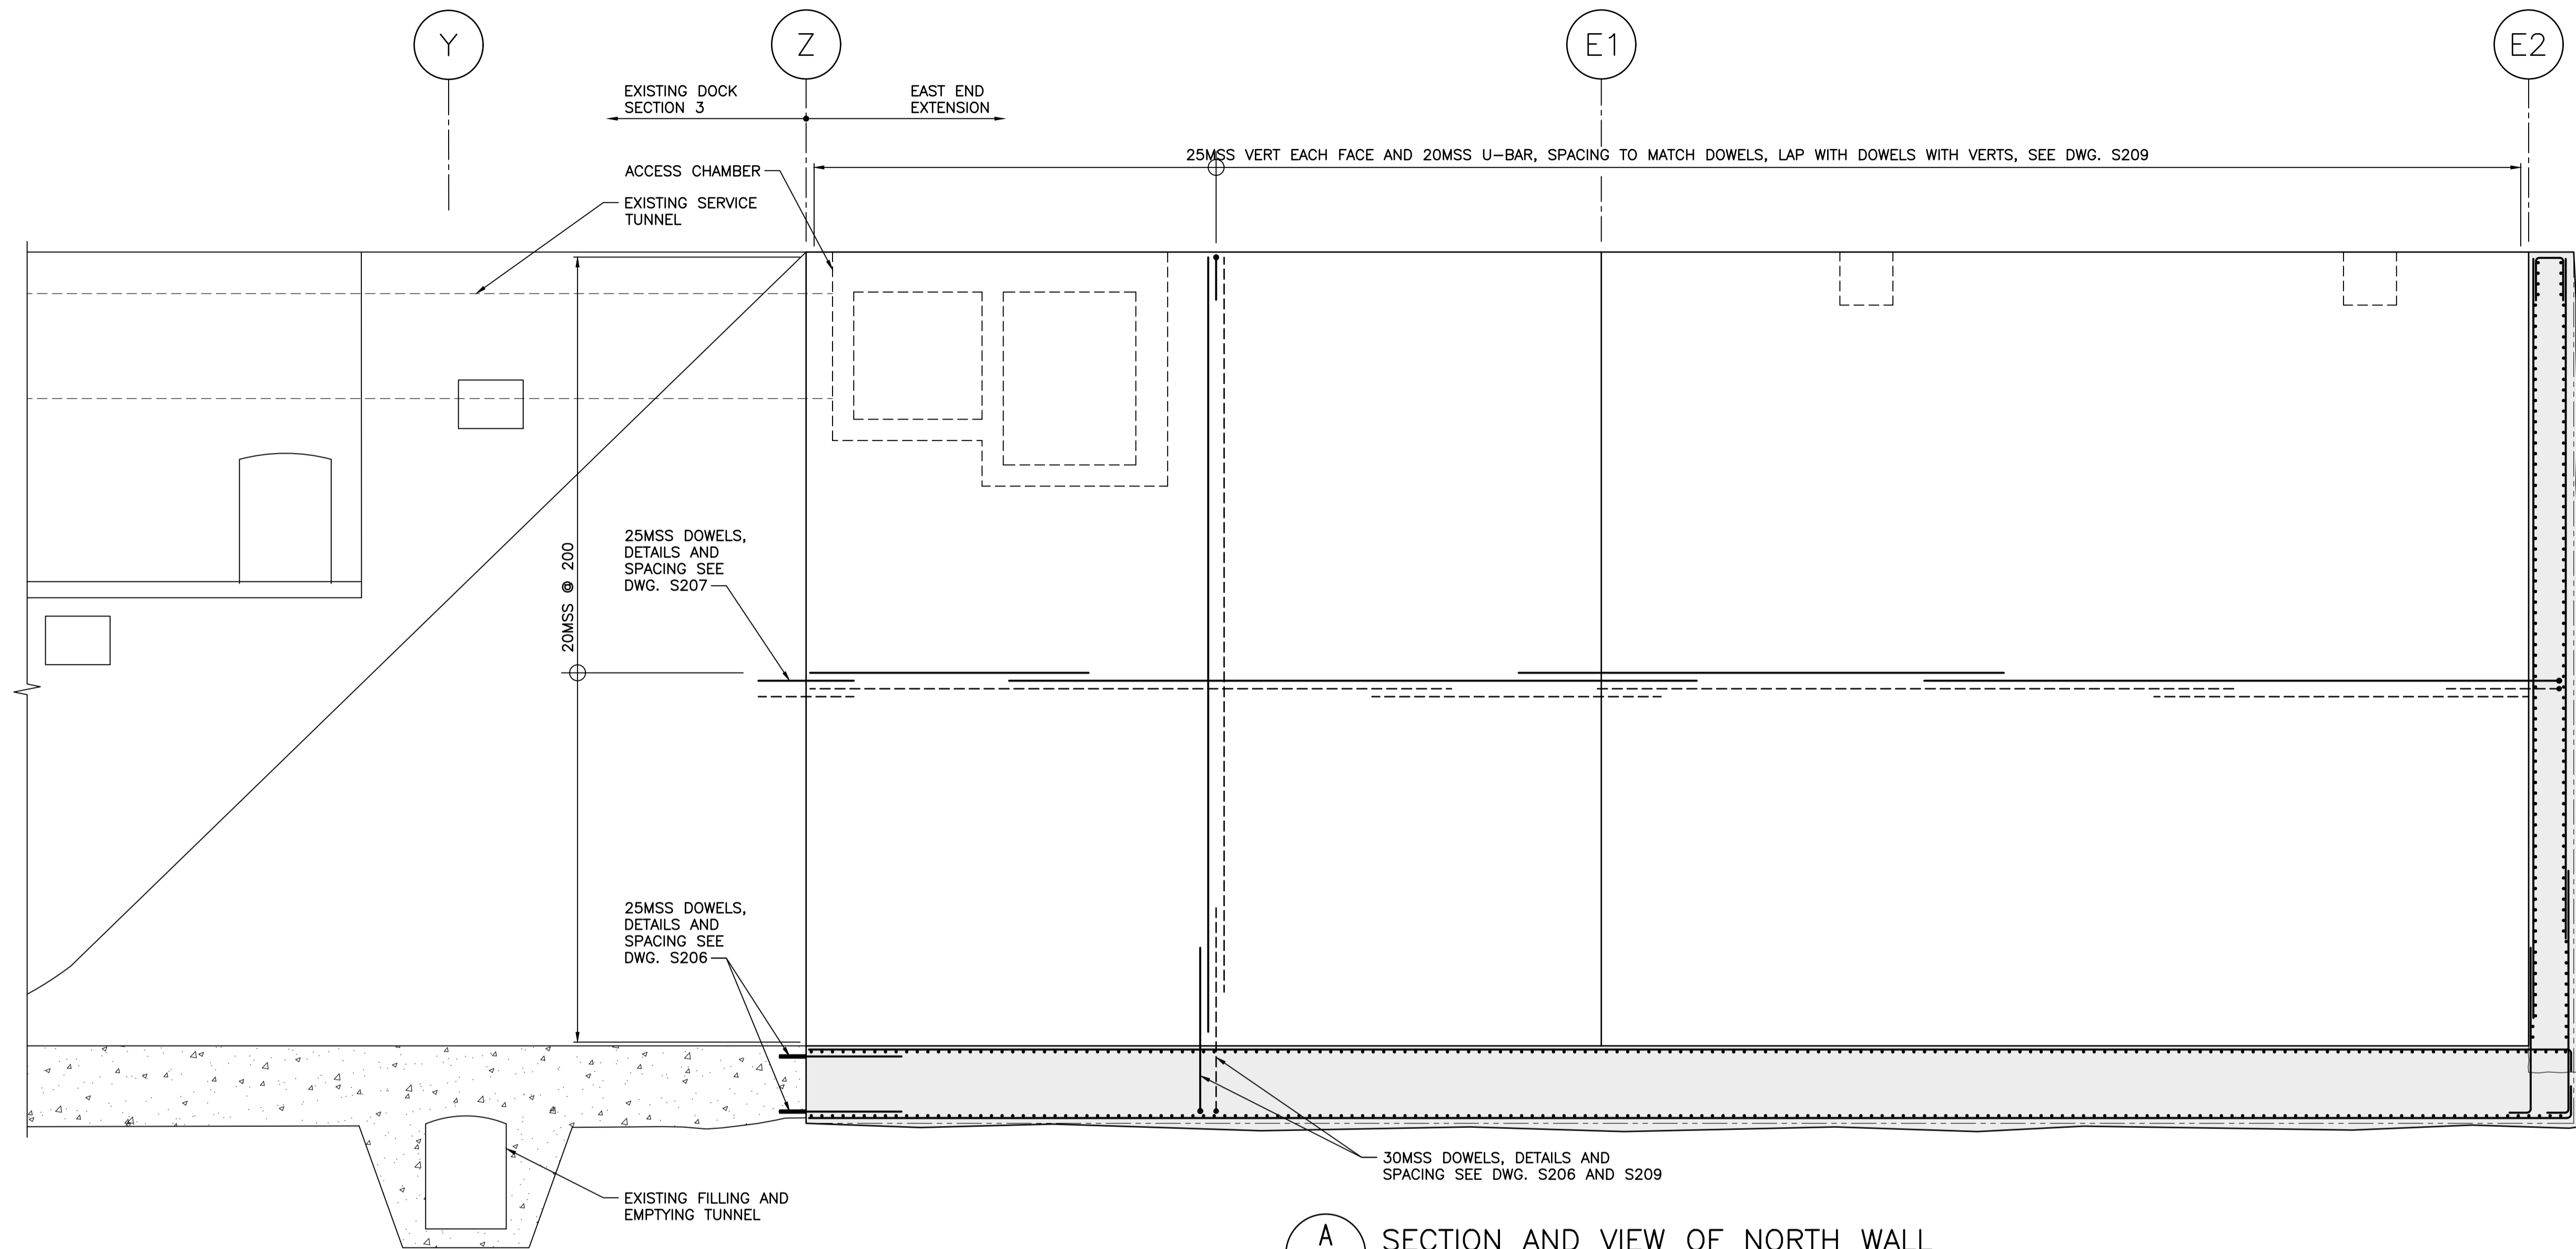 Y
Z
E1
E2
EXISTING DOCK
SECTION 3
EAST END
EXTENSION
25MSS VERT EACH FACE AND 20MSS U-BAR, SPACING TO MATCH DOWELS, LAP WITH DOWELS WITH VERTS, SEE DWG. S209
ACCESS CHAMBER
EXISTING SERVICE
TUNNEL
20MSS @ 200
25MSS DOWELS,
DETAILS AND
SPACING SEE
DWG. S207
25MSS DOWELS,
DETAILS AND
SPACING SEE
DWG. S206
30MSS DOWELS, DETAILS AND
SPACING SEE DWG. S206 AND S209
EXISTING FILLING AND
EMPTYING TUNNEL
A
SECTION AND VIEW OF NORTH WALL